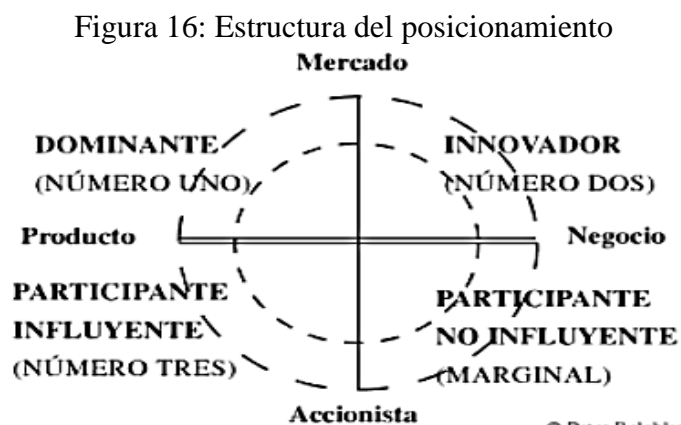 Figura 16: Estructura del posicionamiento
Mercado
DOMINANTE
(NÚMERO UNO)
INNOVADOR
(NÚMERO DOS)
Producto
Negocio
PARTICIPANTE
INFLUYENTE
(NÚMERO TRES)
PARTICIPANTE
NO INFLUYENTE
(MARGINAL)
Accionista